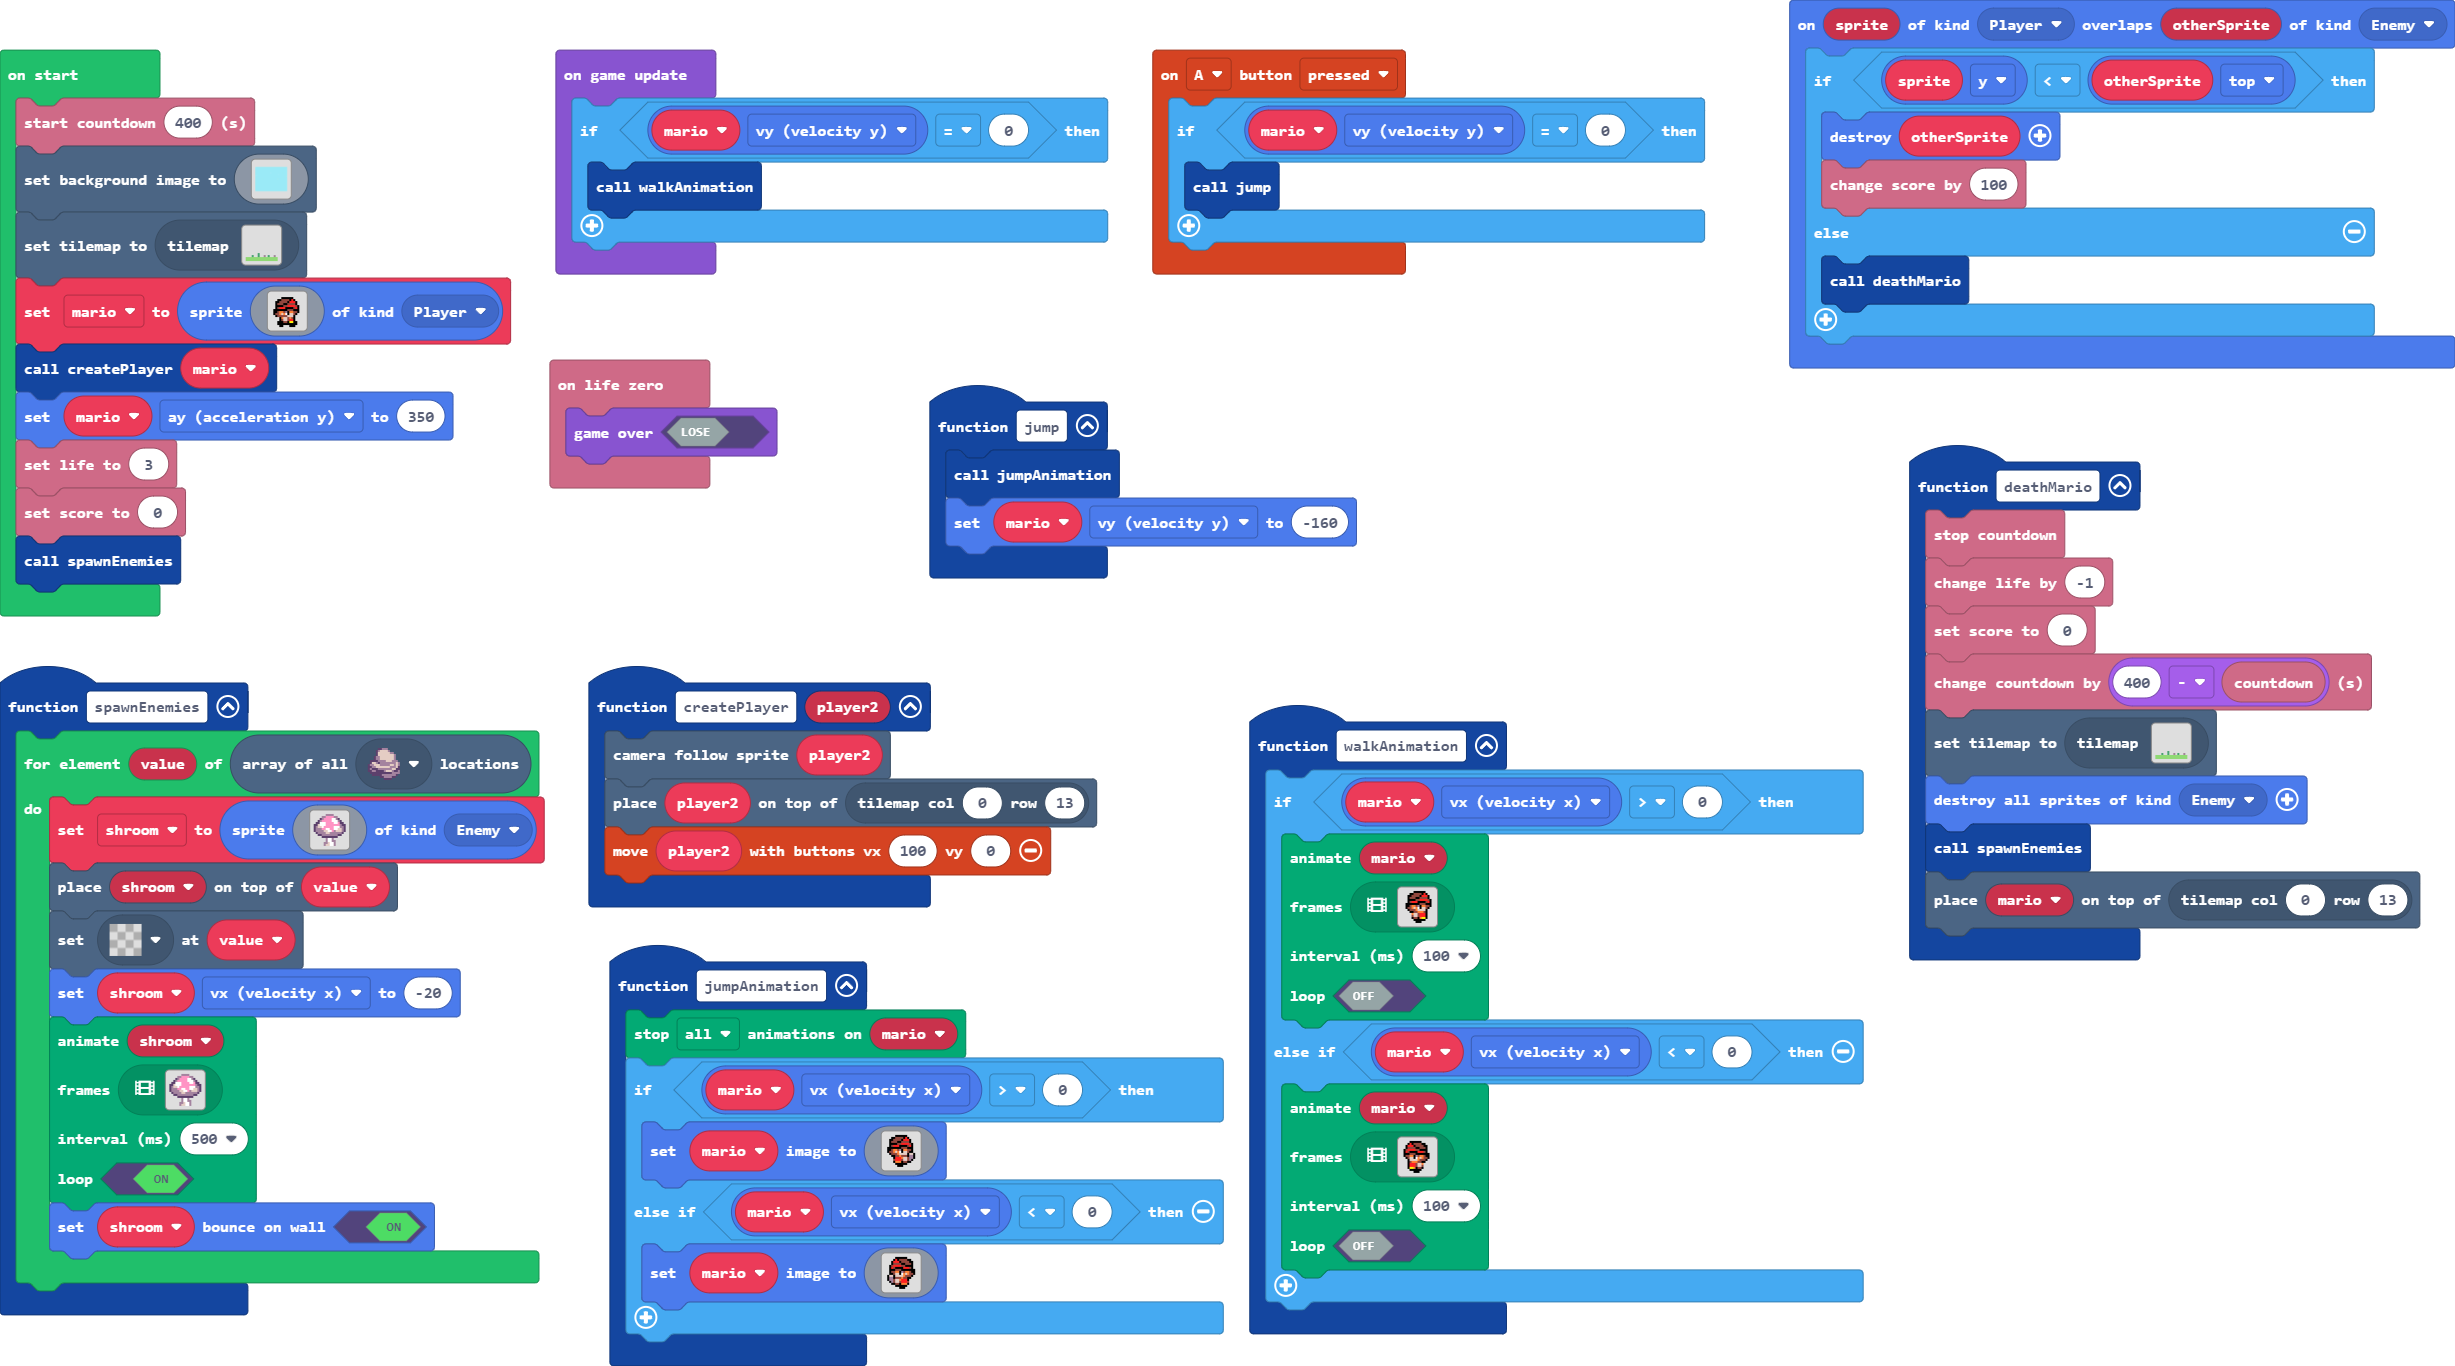 on start
start countdown 400 (s)
set background image to
set tilemap to tilemap
set mario to sprite of kind Player
call createPlayer mario
set mario ay (acceleration y) to 350
set life to 3
set score to 0
call spawnEnemies
on game update
if mario vy (velocity y) = 0 then
call walkAnimation
on A button pressed
if mario vy (velocity y) = 0 then
call jump
on sprite of kind Player overlaps otherSprite of kind Enemy
if sprite y < otherSprite top then
destroy otherSprite
change score by 100
else
call deathMario
on life zero
game over LOSE
function jump
call jumpAnimation
set mario vy (velocity y) to -160
function deathMario
stop countdown
change life by -1
set score to 0
change countdown by 400 - countdown (s)
set tilemap to tilemap
destroy all sprites of kind Enemy
call spawnEnemies
place mario on top of tilemap col 0 row 13
function spawnEnemies
for element value of array of all locations
do
set shroom to sprite of kind Enemy
place shroom on top of value
set at value
set shroom vx (velocity x) to -20
animate shroom
frames
interval (ms) 500
loop ON
set shroom bounce on wall ON
function createPlayer player2
camera follow sprite player2
place player2 on top of tilemap col 0 row 13
move player2 with buttons vx 100 vy 0
function jumpAnimation
stop all animations on mario
if mario vx (velocity x) > 0 then
set mario image to
else if mario vx (velocity x) < 0 then
set mario image to
function walkAnimation
if mario vx (velocity x) > 0 then
animate mario
frames
interval (ms) 100
loop OFF
else if mario vx (velocity x) < 0 then
animate mario
frames
interval (ms) 100
loop OFF